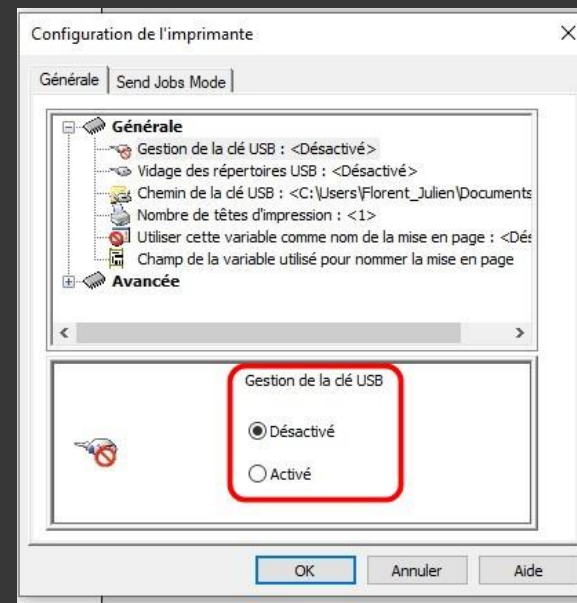 Configuration de l'imprimante
Générale
Send Jobs Mode
Générale
Gestion de la clé USB : <Désactivé>
Vidage des répertoires USB : <Désactivé>
Chemin de la clé USB : <C:\Users\Florent_Julien\Documents
Nombre de têtes d'impression : <1>
Utiliser cette variable comme nom de la mise en page : <Dés
Champ de la variable utilisé pour nommer la mise en page
Avancée
Gestion de la clé USB
Désactivé
Activé
OK
Annuler
Aide